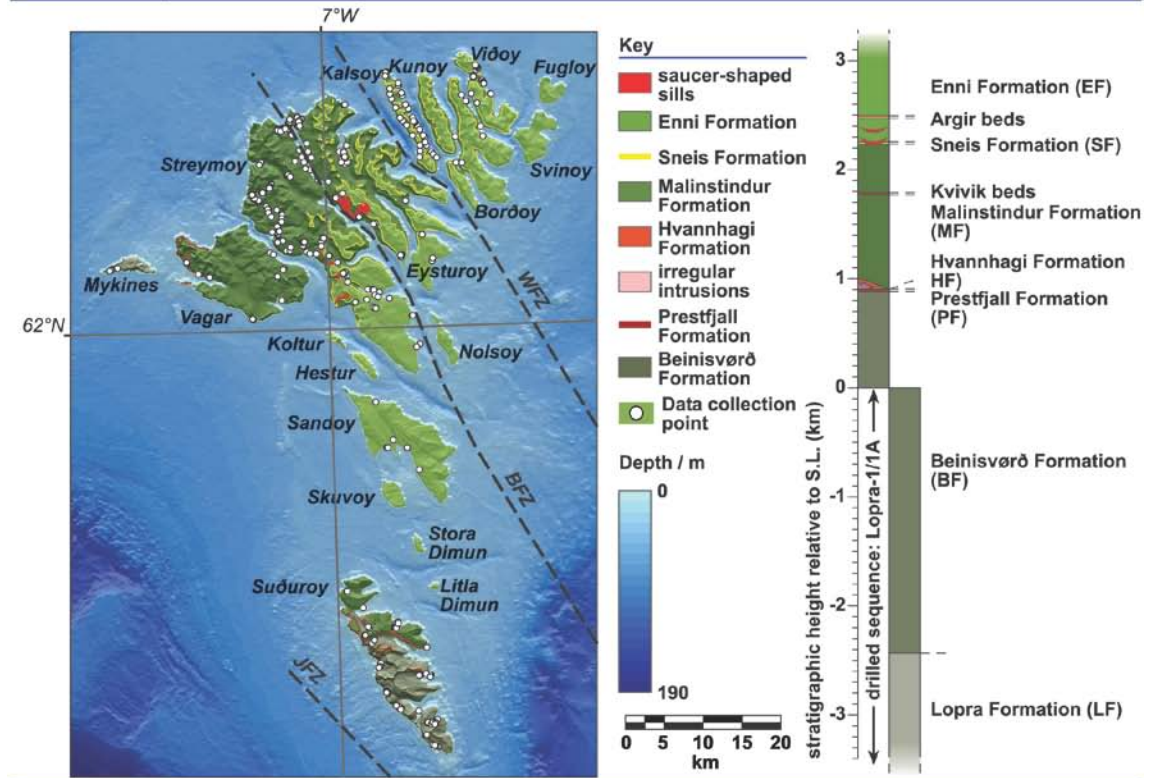 7°W
Kalsoy
Kunoy
Viðoy
Fugloy
Streymoy
Svinoy
Borðoy
Mykines
Eysturoy
WFZ
Vagar
62°N
Koltur
Nolsoy
Hestur
Sandoy
BFZ
Skuvoy
Stora
Dimun
Suðuroy
Litla
Dimun
JFZ
Key
saucer-shaped
sills
Enni Formation
Sneis Formation
Malinstindur
Formation
Hvannhagi
Formation
irregular
intrusions
Prestfjall
Formation
Beinisvørð
Formation
Data collection
point
Depth / m
0
190
0 5 10 15 20
km
stratigraphic height relative to S.L. (km)
3
2
1
0
-1
-2
-3
drilled sequence: Lopra-1/1A
Enni Formation (EF)
Argir beds
Sneis Formation (SF)
Kvivik beds
Malinstindur Formation
(MF)
Hvannhagi Formation
HF)
Prestfjall Formation
(PF)
Beinisvørð Formation
(BF)
Lopra Formation (LF)